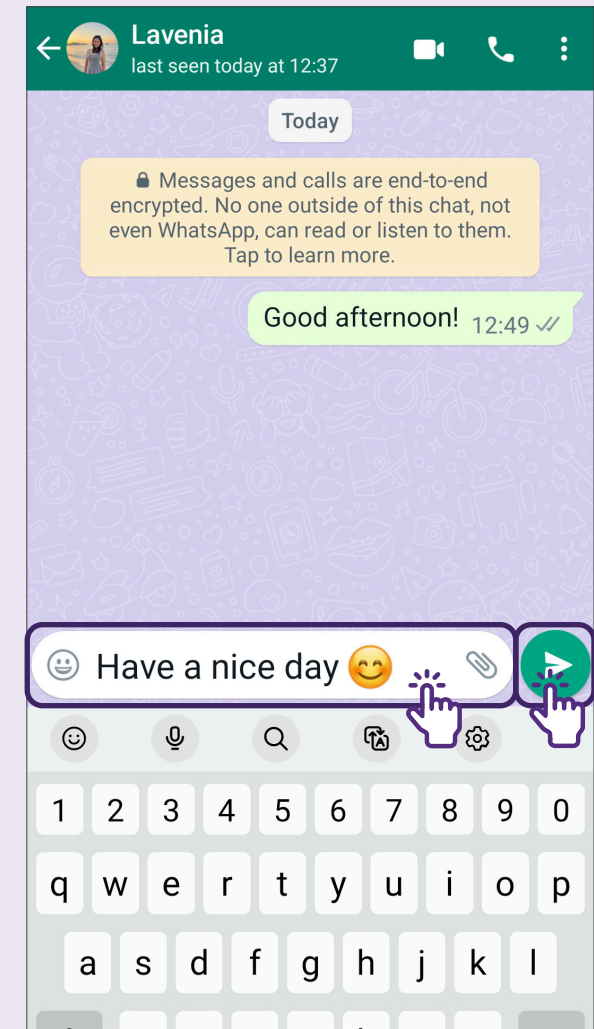 Lavenia
last seen today at 12:37
Today
Messages and calls are end-to-end
encrypted. No one outside of this chat, not
even WhatsApp, can read or listen to them.
Tap to learn more.
Good afternoon! 12:49
Have a nice day 😊
1 2 3 4 5 6 7 8 9 0
q w e r t y u i o p
a s d f g h j k l